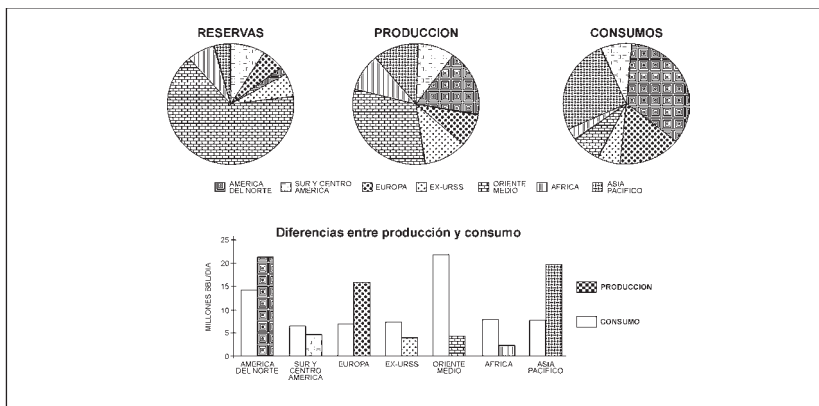 RESERVAS
PRODUCCION
CONSUMOS
AMERICA DEL NORTE
SUR Y CENTRO AMERICA
EUROPA
EX-URSS
ORIENTE MEDIO
AFRICA
ASIA PACIFICO
Diferencias entre producción y consumo
MILLONES BBL/DIA
25
20
15
10
5
0
PRODUCCION
CONSUMO
AMERICA DEL NORTE
SUR Y CENTRO AMERICA
EUROPA
EX-URSS
ORIENTE MEDIO
AFRICA
ASIA PACIFICO